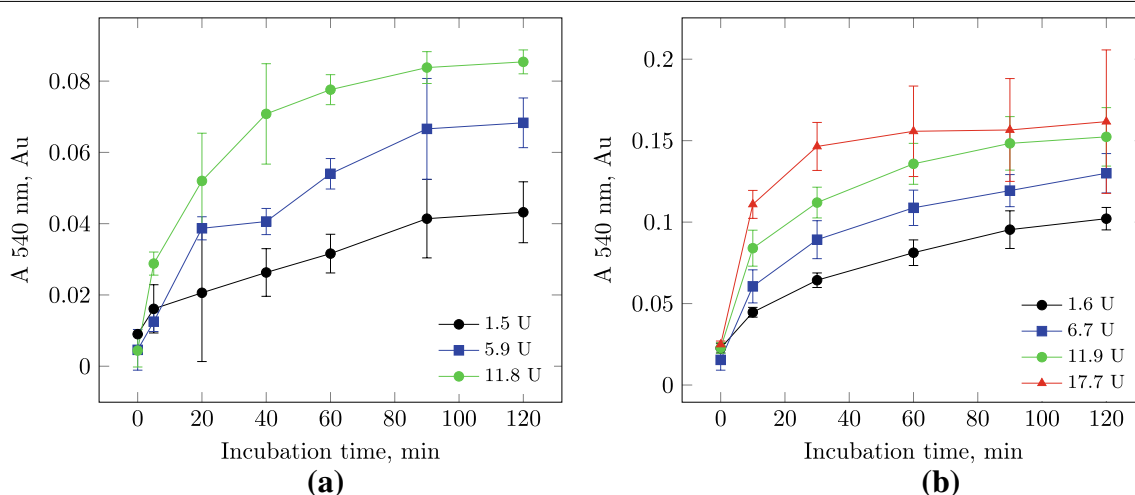 0.08
0.06
0.04
0.02
0
A 540 nm, Au
0 20 40 60 80 100 120
Incubation time, min
1.5 U
5.9 U
11.8 U
(a)
0.2
0.15
0.1
0.05
0
A 540 nm, Au
0 20 40 60 80 100 120
Incubation time, min
1.6 U
6.7 U
11.9 U
17.7 U
(b)